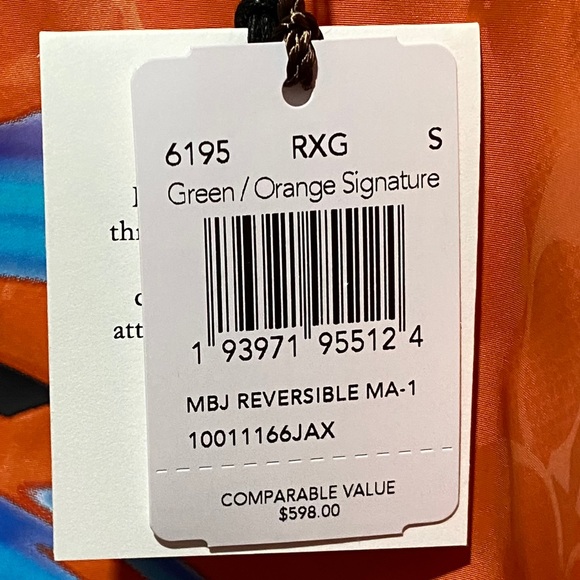 6195 RXG S
Green / Orange Signature
1 93971 95512 4
MBJ REVERSIBLE MA-1
10011166JAX
COMPARABLE VALUE
$598.00